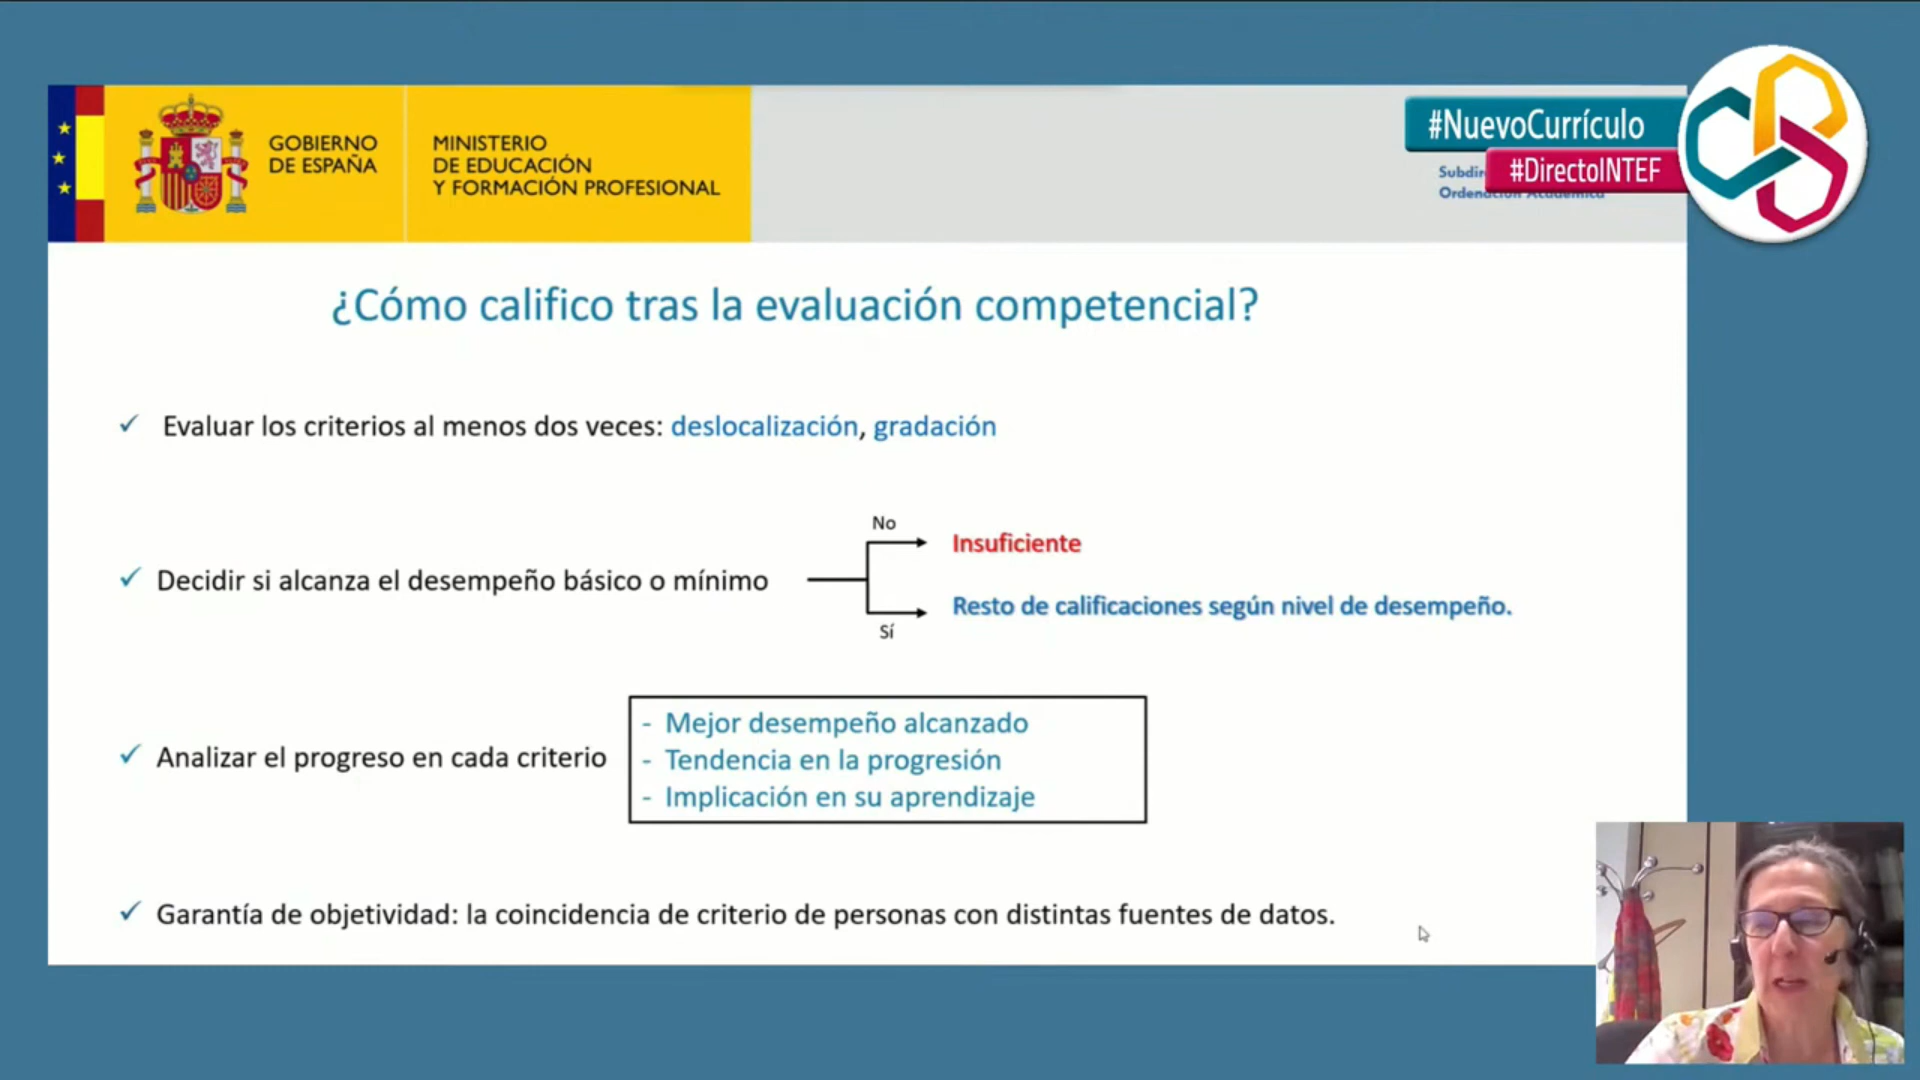 GOBIERNO
DE ESPAÑA
MINISTERIO
DE EDUCACIÓN
Y FORMACIÓN PROFESIONAL
#NuevoCurrículo
#DirectoINTEF
Ordenación Académica
¿Cómo califico tras la evaluación competencial?
✓ Evaluar los criterios al menos dos veces: deslocalización, gradación
No
Insuficiente
✓ Decidir si alcanza el desempeño básico o mínimo
Resto de calificaciones según nivel de desempeño.
Sí
✓ Analizar el progreso en cada criterio
- Mejor desempeño alcanzado
- Tendencia en la progresión
- Implicación en su aprendizaje
✓ Garantía de objetividad: la coincidencia de criterio de personas con distintas fuentes de datos.